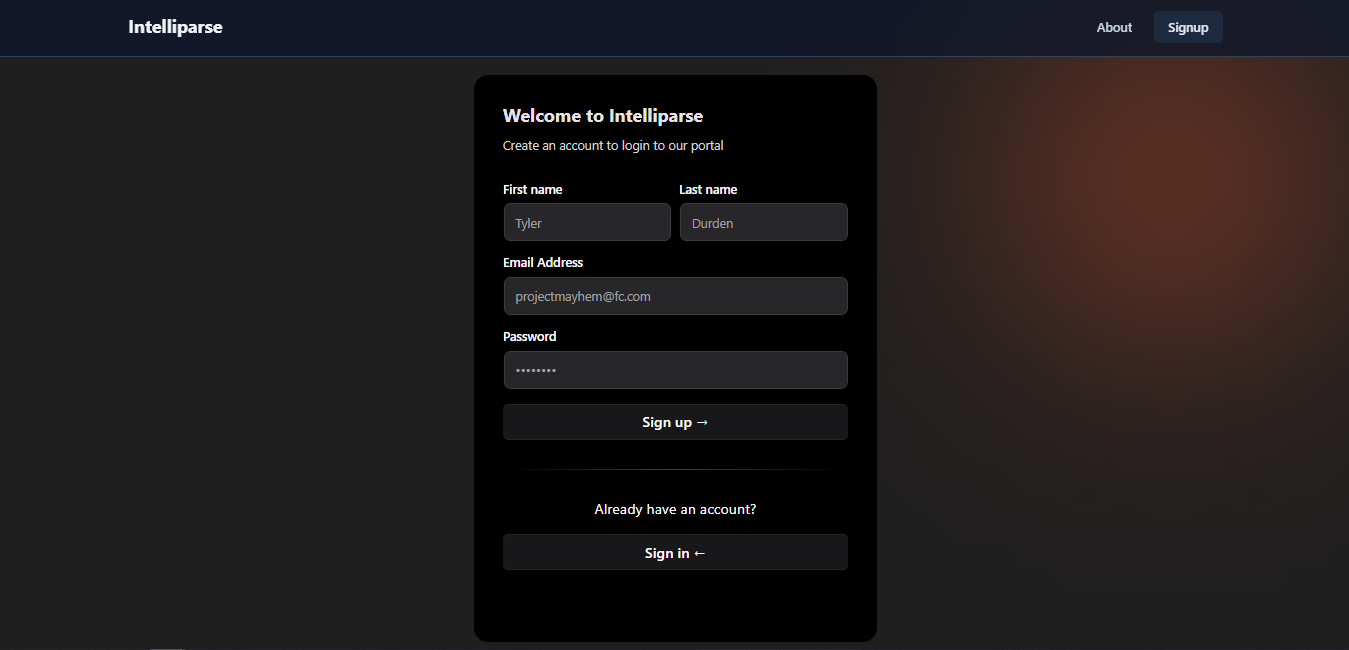 Intelliparse
About
Signup
Welcome to Intelliparse
Create an account to login to our portal
First name
Last name
Tyler
Durden
Email Address
projectmayhem@fc.com
Password
••••••••
Sign up →
Already have an account?
Sign in ←